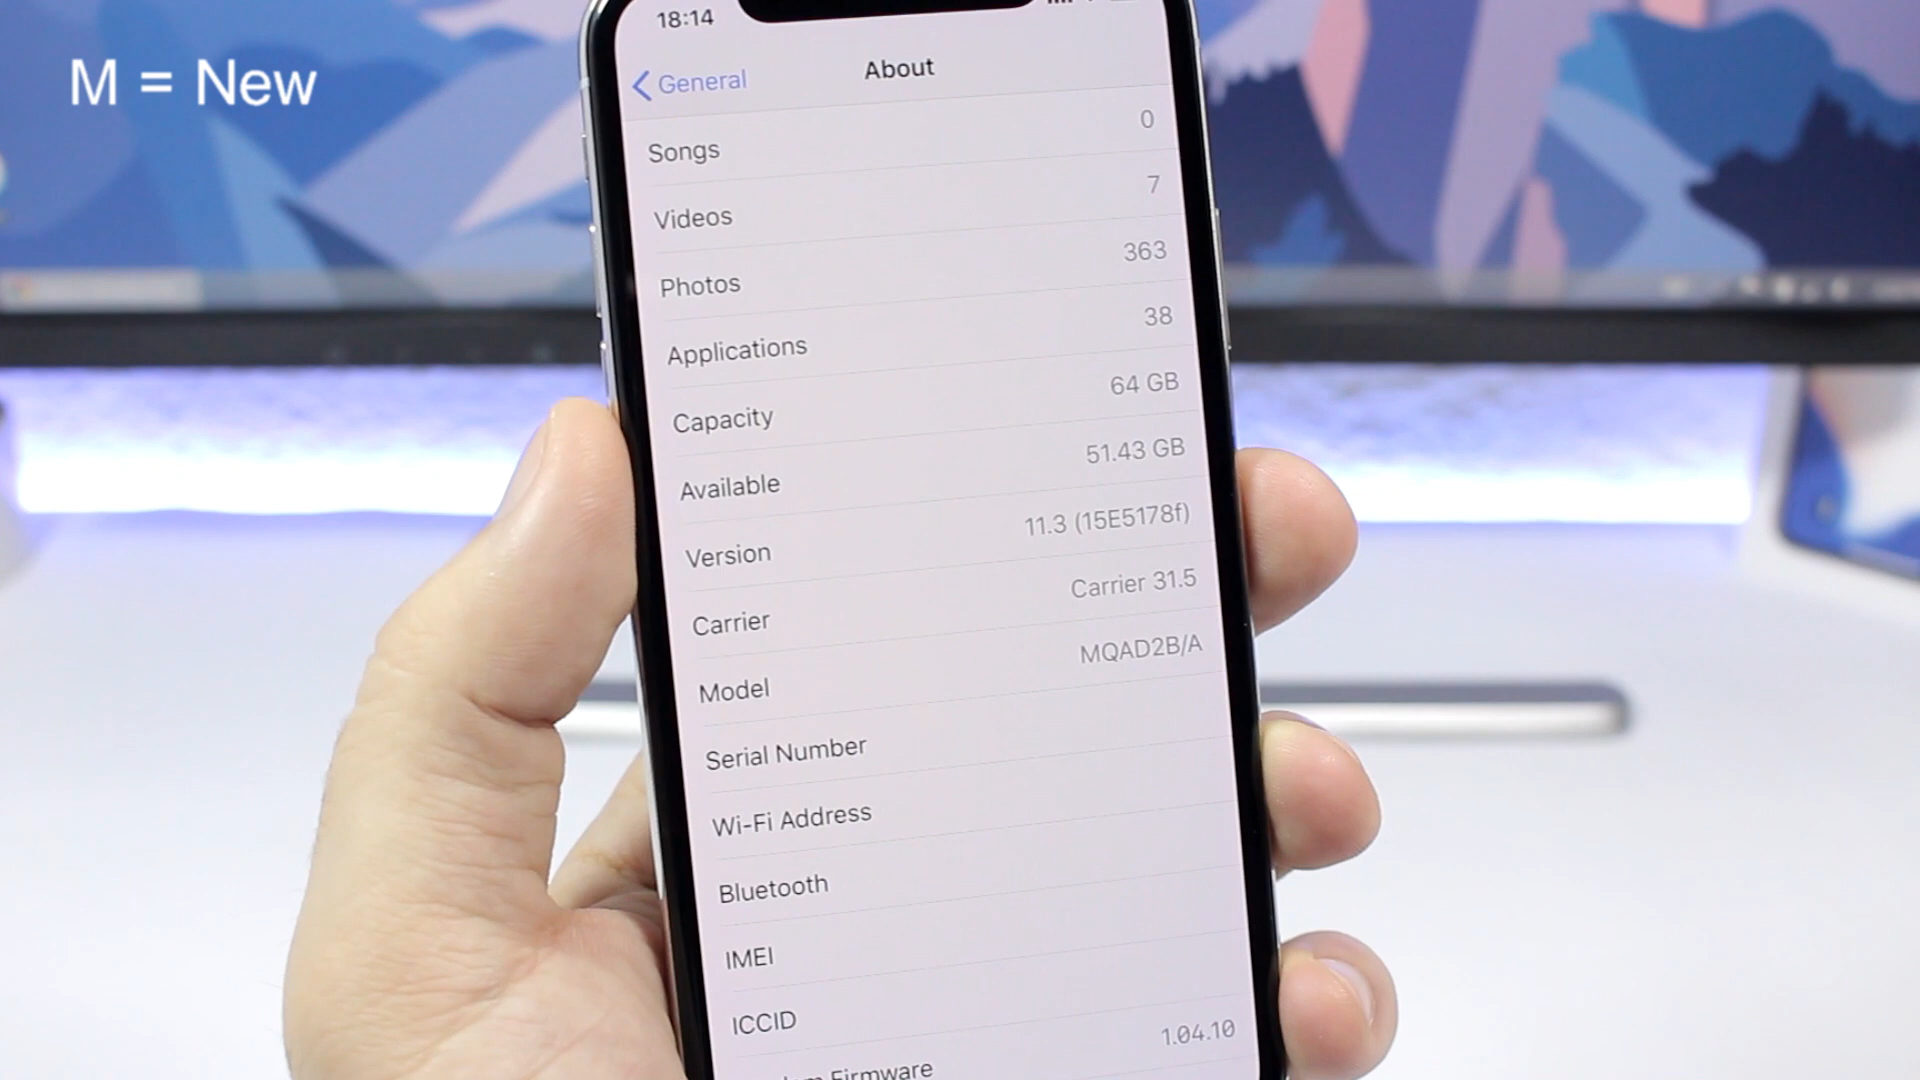 M = New
18:14
General
About
Songs 0
Videos 7
Photos 363
Applications 38
Capacity 64 GB
Available 51.43 GB
Version 11.3 (15E5178f)
Carrier Carrier 31.5
Model MQAD2B/A
Serial Number
Wi-Fi Address
Bluetooth
IMEI
ICCID
Firmware 1.04.10